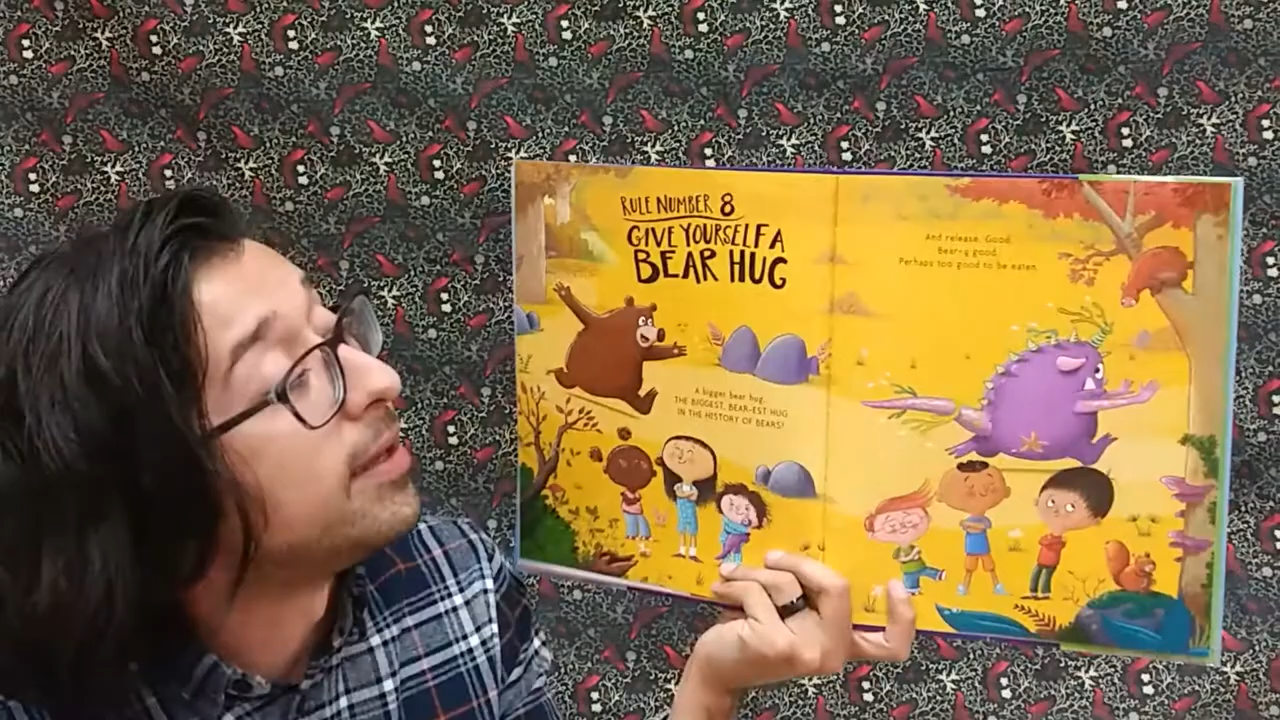 RULE NUMBER 8
GIVE YOURSELF A
BEAR HUG
A bigger bear hug.
THE BIGGEST, BEAR-EST HUG
IN THE HISTORY OF BEARS!
And release. Good.
Bear-y good.
Perhaps too good to be eaten.